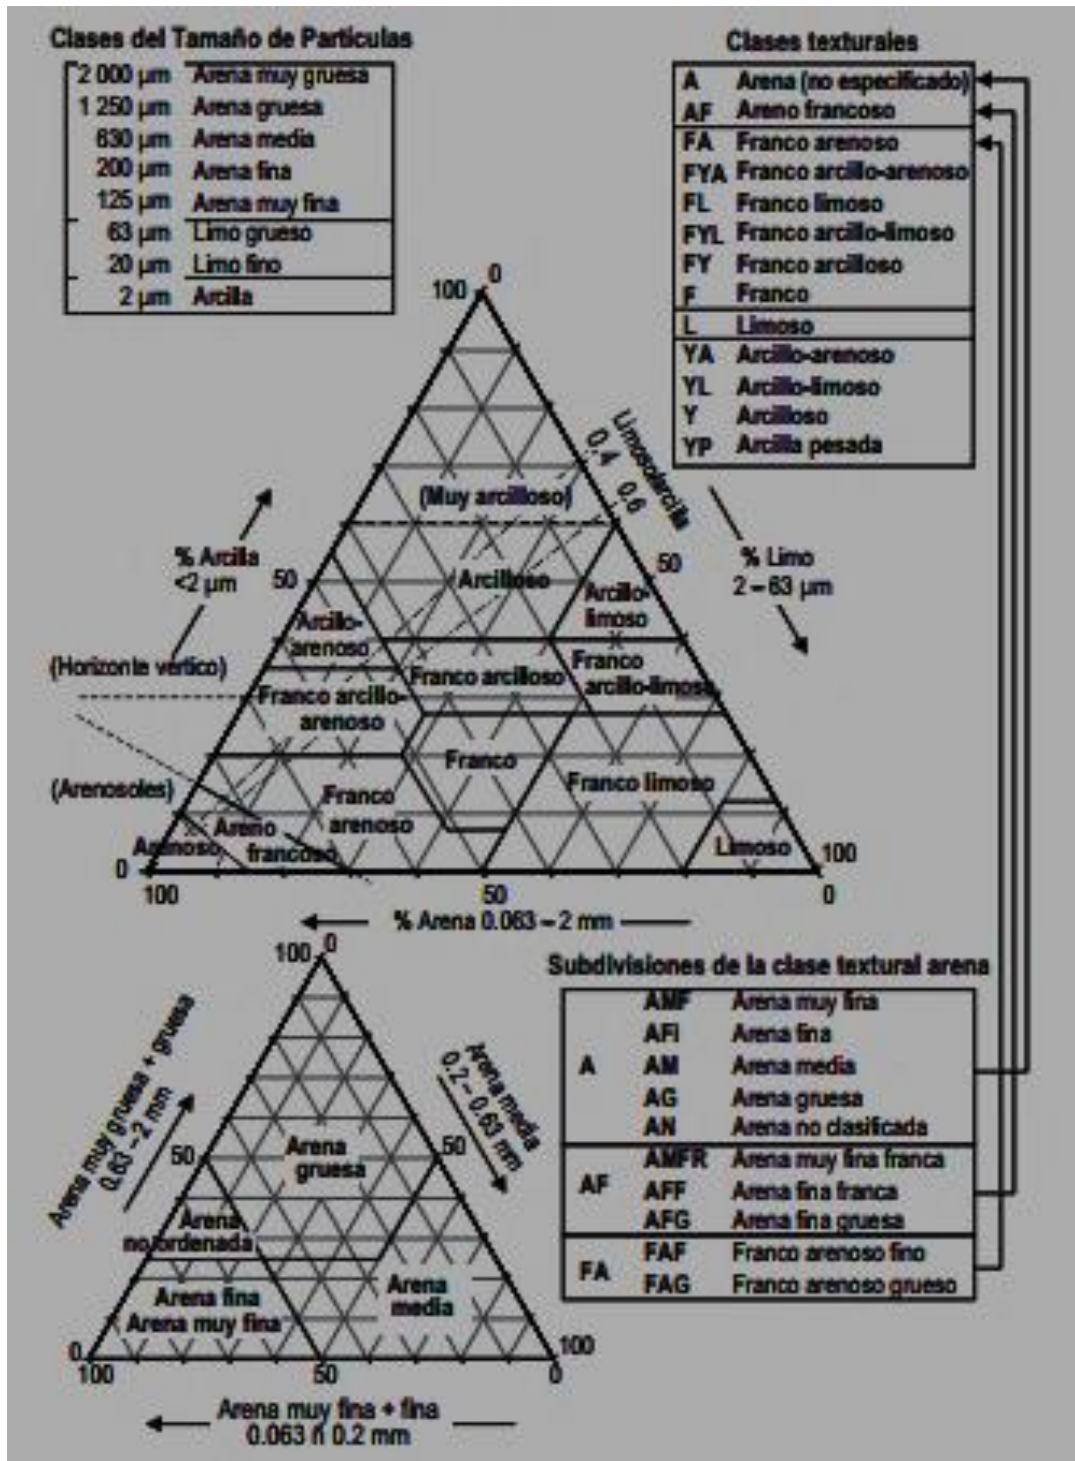 Clases del Tamaño de Particulas
2 000 µm Arena muy gruesa
1 250 µm Arena gruesa
630 µm Arena media
200 µm Arena fina
125 µm Arena muy fina
63 µm Limo grueso
20 µm Limo fino
2 µm Arcilla
Clases texturales
A Arena (no especificado)
AF Areno francoso
FA Franco arenoso
FYA Franco arcillo-arenoso
FL Franco limoso
FYL Franco arcillo-limoso
FY Franco arcilloso
F Franco
L Limoso
YA Arcillo-arenoso
YL Arcillo-limoso
Y Arcilloso
YP Arcilla pesada
100 0
Limoso/arcilla
0,4 0,6
(Muy arcilloso)
% Arcilla
<2 µm
50
50
% Limo
2 – 63 µm
Arcilloso
Arcillo-
limoso
Arcillo-
arenoso
(Horizonte vértico)
Franco arcilloso
Franco
arcillo-limoso
Franco arcillo-
arenoso
Franco
Franco limoso
(Arenosoles)
Franco
arenoso
Areno
francoso
Arenoso
Limoso
0
100
100
50
0
% Arena 0.063 – 2 mm
100 0
Arena muy gruesa + gruesa
0.63 – 2 mm
Arena media
0.2 – 0.63 mm
50
50
Arena
gruesa
Arena
no ordenada
Arena fina
Arena muy fina
Arena
media
0
100
100
50
0
Arena muy fina + fina
0.063 ñ 0.2 mm
Subdivisiones de la clase textural arena
AMF Arena muy fina
AFI Arena fina
A AM Arena media
AG Arena gruesa
AN Arena no clasificada
AMFR Arena muy fina franca
AF AFF Arena fina franca
AFG Arena fina gruesa
FAF Franco arenoso fino
FA FAG Franco arenoso grueso